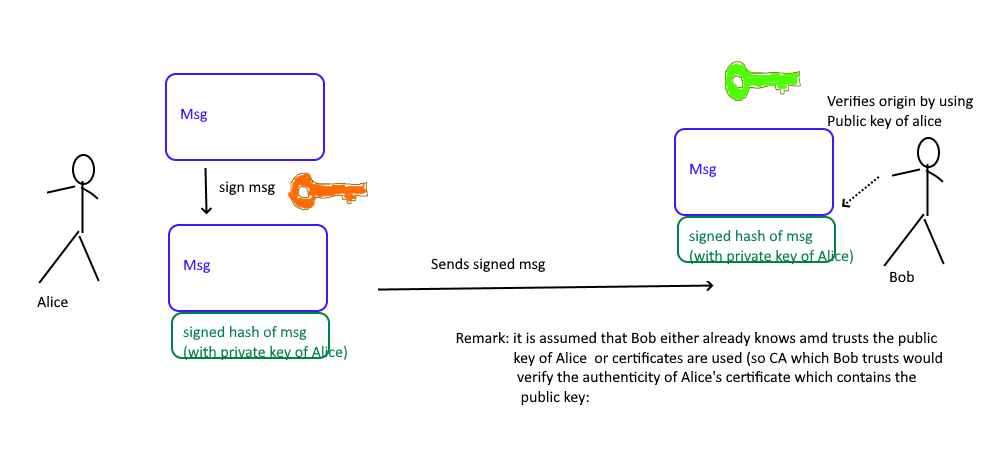 Msg
sign msg
Msg
signed hash of msg
(with private key of Alice)
Alice
Sends signed msg
Verifies origin by using
Public key of alice
Msg
signed hash of msg
(with private key of Alice)
Bob
Remark: it is assumed that Bob either already knows amd trusts the public
key of Alice or certificates are used (so CA which Bob trusts would
verify the authenticity of Alice's certificate which contains the
public key: